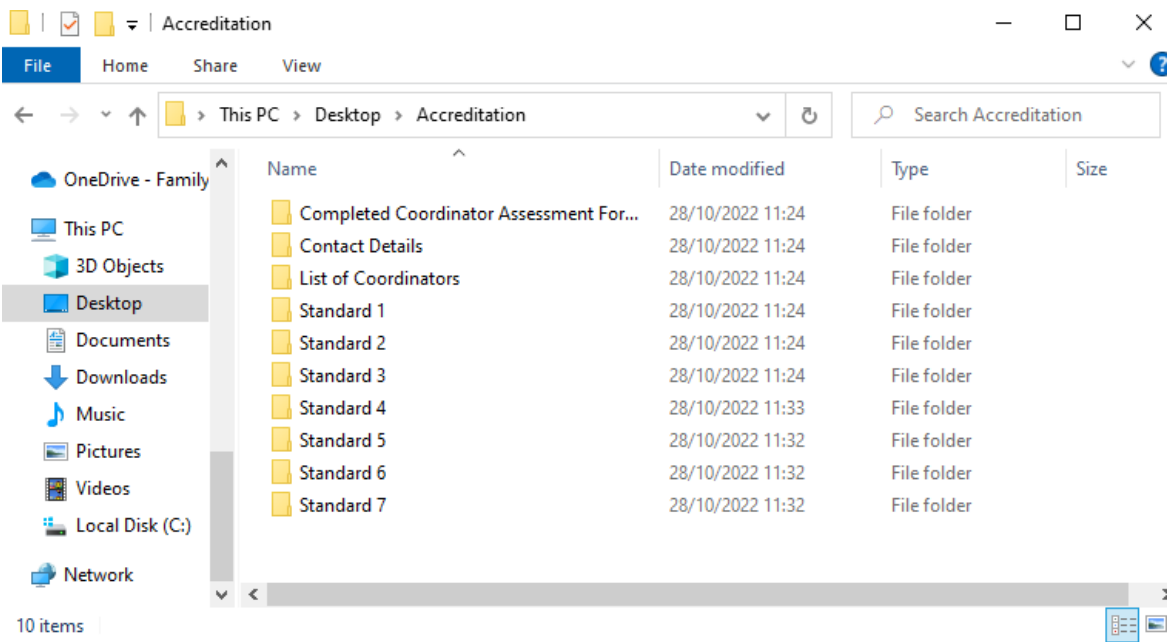 Accreditation
File Home Share View
This PC > Desktop > Accreditation
Search Accreditation
OneDrive - Family
This PC
3D Objects
Desktop
Documents
Downloads
Music
Pictures
Videos
Local Disk (C:)
Network
Name Date modified Type Size
Completed Coordinator Assessment For... 28/10/2022 11:24 File folder
Contact Details 28/10/2022 11:24 File folder
List of Coordinators 28/10/2022 11:24 File folder
Standard 1 28/10/2022 11:24 File folder
Standard 2 28/10/2022 11:24 File folder
Standard 3 28/10/2022 11:24 File folder
Standard 4 28/10/2022 11:33 File folder
Standard 5 28/10/2022 11:32 File folder
Standard 6 28/10/2022 11:32 File folder
Standard 7 28/10/2022 11:32 File folder
10 items